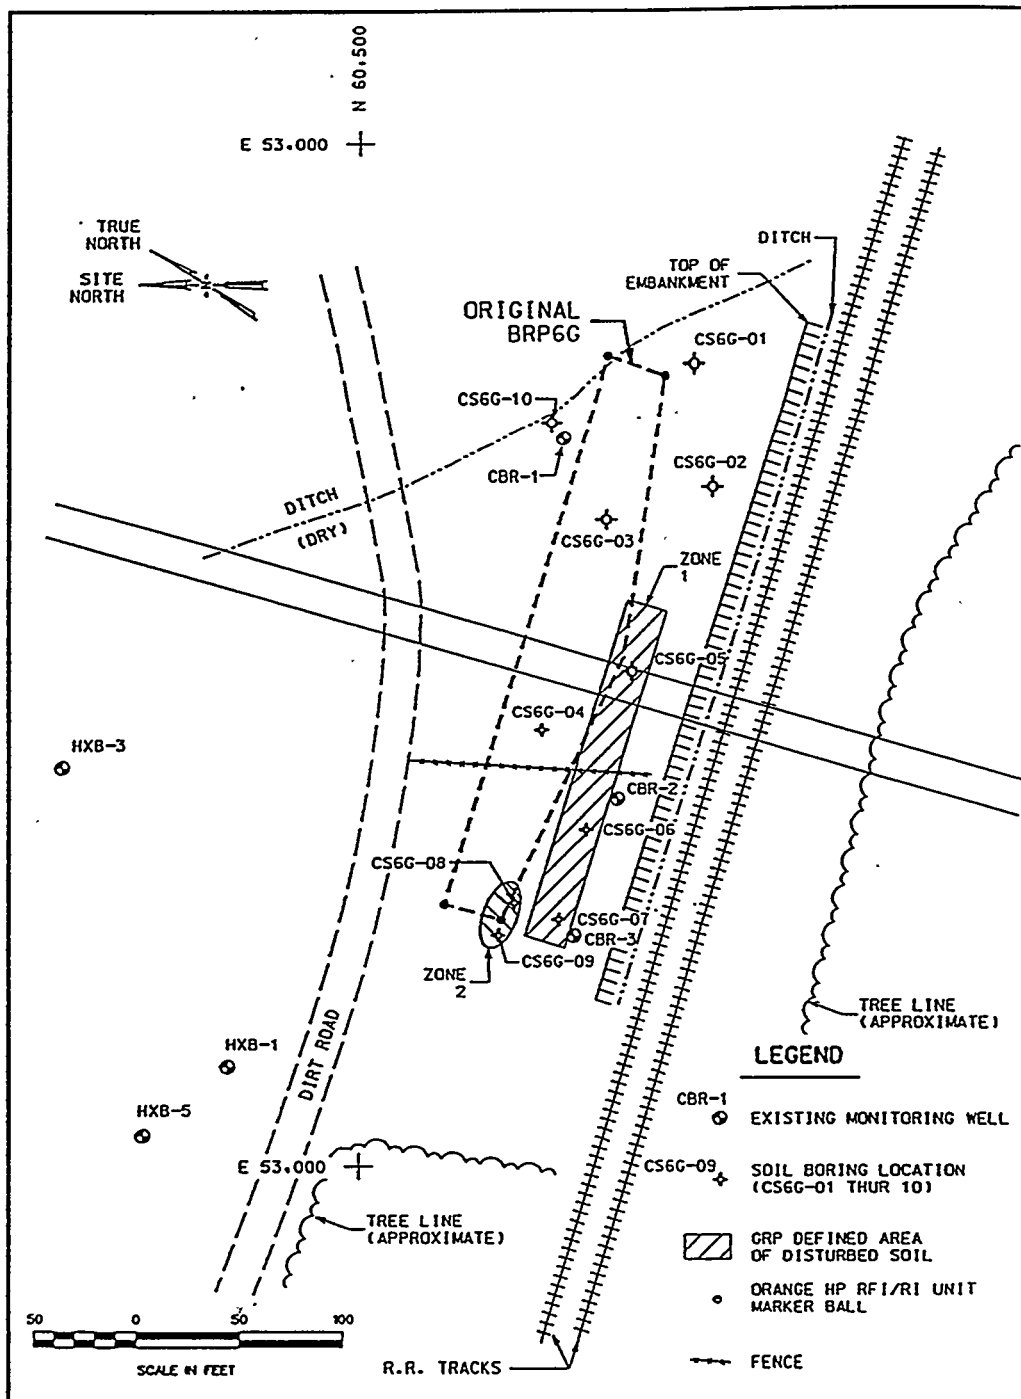 N 60.500
E 53.000
TRUE
NORTH
SITE
NORTH
DITCH
TOP OF
EMBANKMENT
ORIGINAL
BRP6G
CS6G-01
CS6G-10
CBR-1
CS6G-02
DITCH
(DRY)
CS6G-03
ZONE
1
CS6G-05
CS6G-04
HXB-3
CBR-2
CS6G-06
CS6G-08
CS6G-07
CBR-3
CS6G-09
ZONE
2
TREE LINE
(APPROXIMATE)
HXB-1
DIRT ROAD
HXB-5
E 53.000
TREE LINE
(APPROXIMATE)
LEGEND
CBR-1
EXISTING MONITORING WELL
CS6G-09
SOIL BORING LOCATION
(CS6G-01 THUR 10)
GRP DEFINED AREA
OF DISTURBED SOIL
ORANGE HP RFI/RI UNIT
MARKER BALL
FENCE
50 0 50 100
SCALE IN FEET
R.R. TRACKS